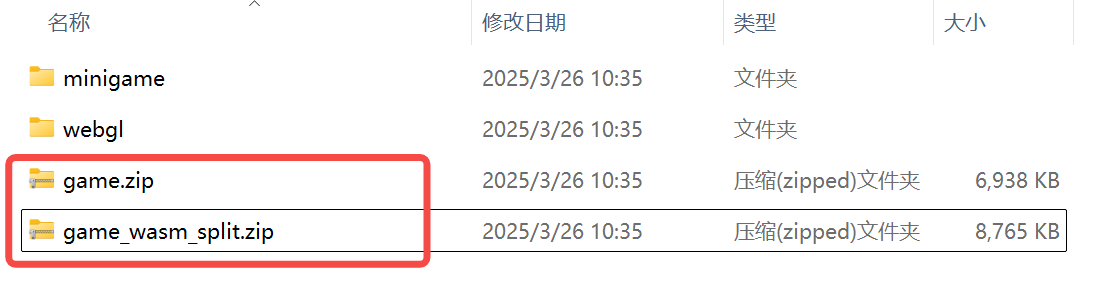 名称 修改日期 类型 大小
minigame 2025/3/26 10:35 文件夹
webgl 2025/3/26 10:35 文件夹
game.zip 2025/3/26 10:35 压缩(zipped)文件夹 6,938 KB
game_wasm_split.zip 2025/3/26 10:35 压缩(zipped)文件夹 8,765 KB